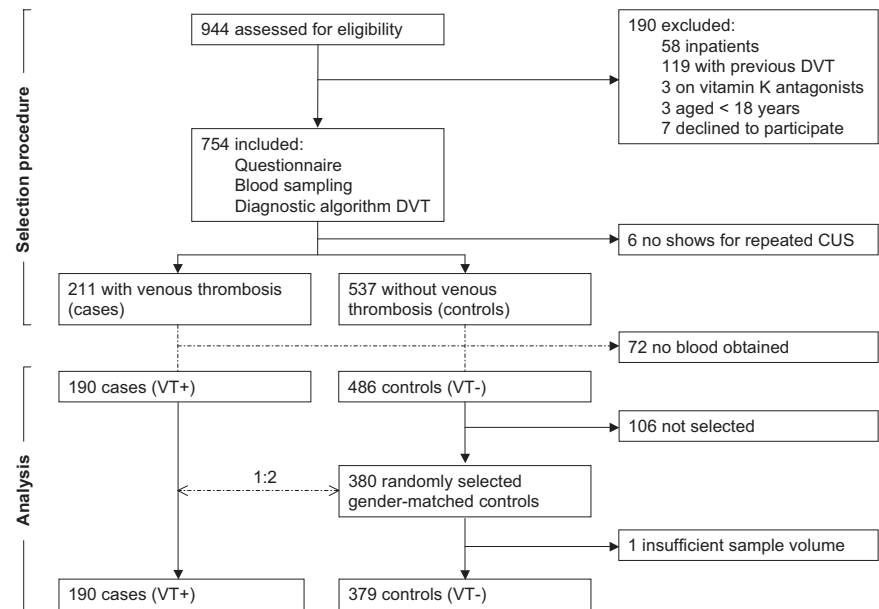 944 assessed for eligibility
190 excluded:
58 inpatients
119 with previous DVT
3 on vitamin K antagonists
3 aged < 18 years
7 declined to participate
Selection procedure
754 included:
Questionnaire
Blood sampling
Diagnostic algorithm DVT
6 no shows for repeated CUS
211 with venous thrombosis
(cases)
537 without venous
thrombosis (controls)
72 no blood obtained
Analysis
190 cases (VT+)
486 controls (VT-)
106 not selected
1:2
380 randomly selected
gender-matched controls
1 insufficient sample volume
190 cases (VT+)
379 controls (VT-)